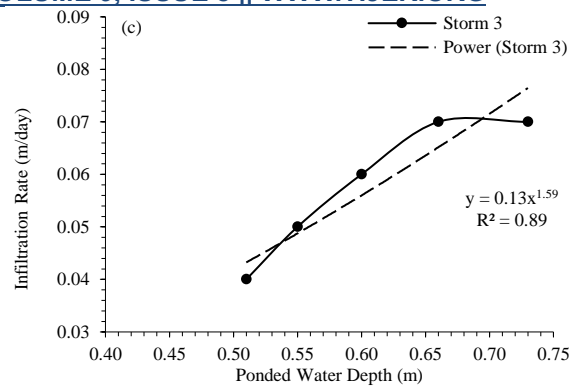 (c)
Storm 3
Power (Storm 3)
0.09
0.08
0.07
0.06
0.05
0.04
0.03
Infiltration Rate (m/day)
y = 0.13x^1.59
R² = 0.89
0.40 0.45 0.50 0.55 0.60 0.65 0.70 0.75
Ponded Water Depth (m)